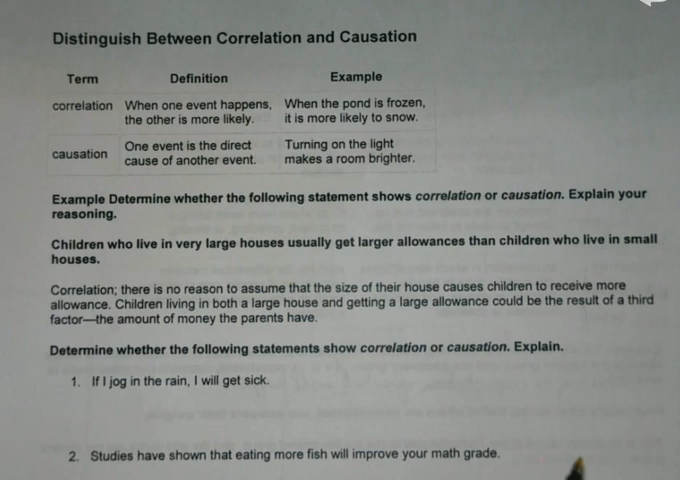 Distinguish Between Correlation and Causation
Term Definition Example
correlation When one event happens, When the pond is frozen,
the other is more likely. it is more likely to snow.
causation One event is the direct Turning on the light
cause of another event. makes a room brighter.
Example Determine whether the following statement shows correlation or causation. Explain your
reasoning.
Children who live in very large houses usually get larger allowances than children who live in small
houses.
Correlation; there is no reason to assume that the size of their house causes children to receive more
allowance. Children living in both a large house and getting a large allowance could be the result of a third
factor—the amount of money the parents have.
Determine whether the following statements show correlation or causation. Explain.
1. If I jog in the rain, I will get sick.
2. Studies have shown that eating more fish will improve your math grade.